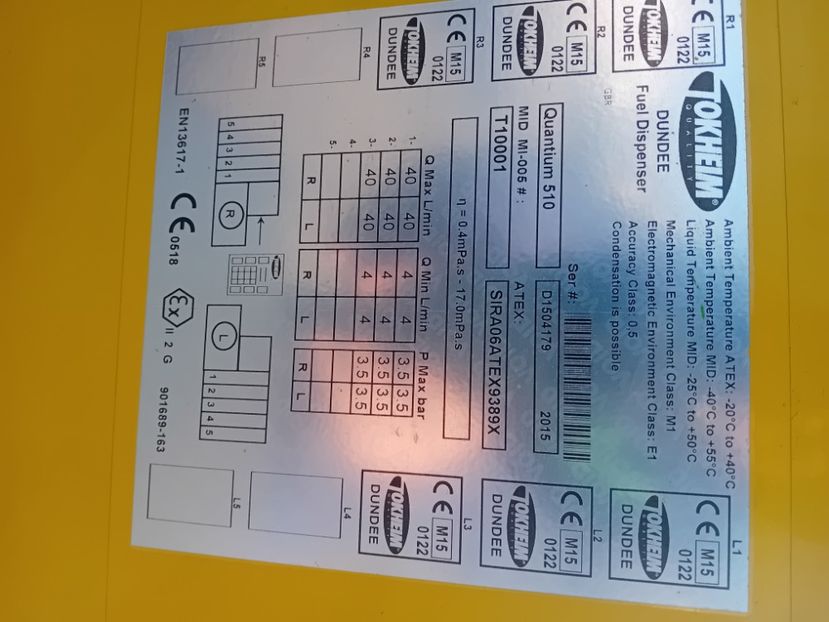 R1
CE M15
0122
TOKHEIM
DUNDEE
R2
CE M15
0122
TOKHEIM
DUNDEE
R3
CE M15
0122
TOKHEIM
DUNDEE
R4
R5
TOKHEIM®
QUALITY
DUNDEE
Fuel Dispenser
GBR
Ambient Temperature ATEX: -20°C to +40°C
Ambient Temperature MID: -40°C to +55°C
Liquid Temperature MID: -25°C to +50°C
Mechanical Environment Class: M1
Electromagnetic Environment Class: E1
Accuracy Class: 0,5
Condensation is possible
Ser #:
Quantium 510
D1504179 2015
MID MI-005 # :
ATEX:
T10001
SIRA06ATEX9389X
η = 0.4mPa.s - 17.0mPa.s
Q Max L/min Q Min L/min P Max bar
1- 40 40 4 4 3.5 3.5
2- 40 40 4 4 3.5 3.5
3- 40 40 4 4 3.5 3.5
4-
5-
R L R L R L
5 4 3 2 1
R
TOKHEIM
L
1 2 3 4 5
EN13617-1 CE 0518 Ex II 2 G 901689-163
L1
CE M15
0122
TOKHEIM
DUNDEE
L2
CE M15
0122
TOKHEIM
DUNDEE
L3
CE M15
0122
TOKHEIM
DUNDEE
L4
L5